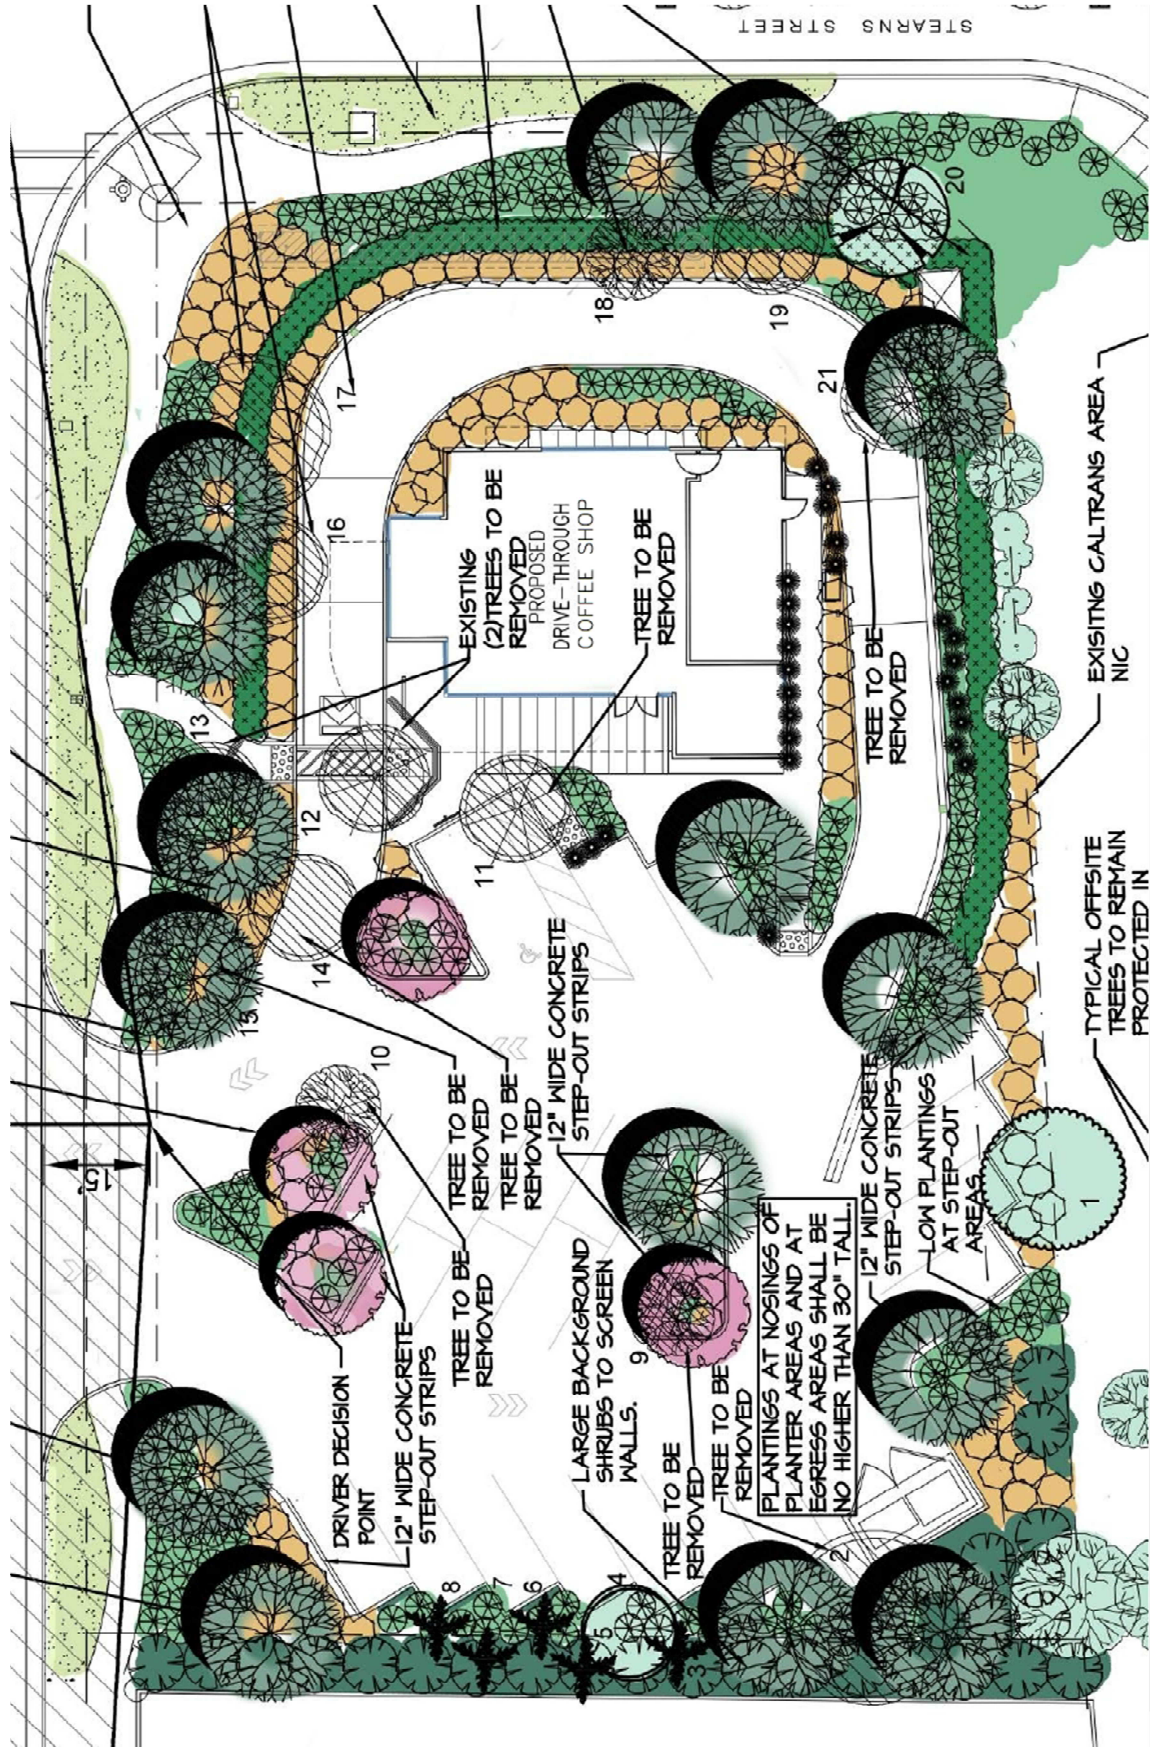 STEARNS STREET
20
18
19
17
21
16
EXISTING
(2)TREES TO BE
REMOVED
PROPOSED
DRIVE-THROUGH
COFFEE SHOP
TREE TO BE
REMOVED
EXISITNG CALTRANS AREA
NIC
TREE TO BE
REMOVED
13
12
11
14
15
10
TYPICAL OFFSITE
TREES TO REMAIN
PROTECTED IN
12" WIDE CONCRETE
STEP-OUT STRIPS
TREE TO BE
REMOVED
TREE TO BE
REMOVED
12" WIDE CONCRETE
STEP-OUT STRIPS
LOW PLANTINGS
AT STEP-OUT
AREAS.
15'
1
TREE TO BE
REMOVED
PLANTINGS AT NOSINGS OF
PLANTER AREAS AND AT
EGRESS AREAS SHALL BE
NO HIGHER THAN 30" TALL.
9
LARGE BACKGROUND
SHRUBS TO SCREEN
WALLS.
TREE TO BE
REMOVED
TREE TO BE
REMOVED
DRIVER DECISION
POINT
12" WIDE CONCRETE
STEP-OUT STRIPS
2
8
7
6
4
5
3